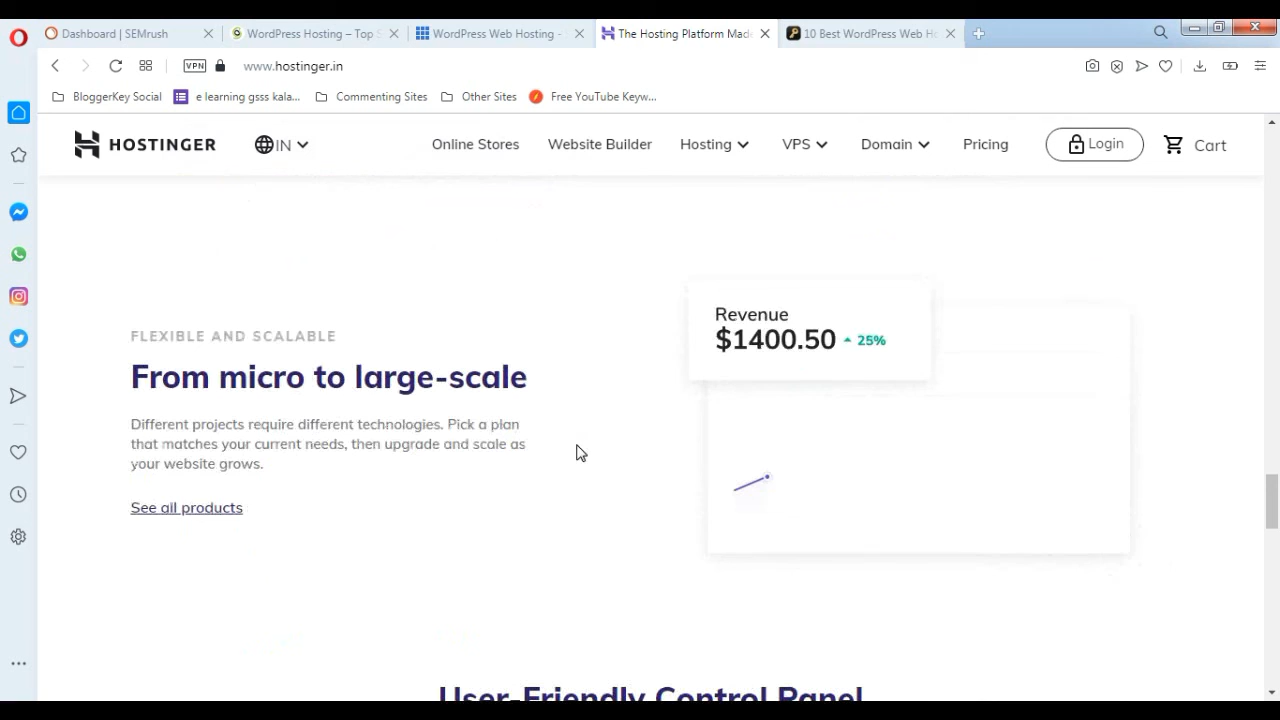 Dashboard | SEMrush
WordPress Hosting – Top S
WordPress Web Hosting -
The Hosting Platform Made
10 Best WordPress Web Ho
VPN
www.hostinger.in
BloggerKey Social
e learning gsss kala...
Commenting Sites
Other Sites
Free YouTube Keyw...
HOSTINGER
IN
Online Stores
Website Builder
Hosting
VPS
Domain
Pricing
Login
Cart
FLEXIBLE AND SCALABLE
From micro to large-scale
Different projects require different technologies. Pick a plan
that matches your current needs, then upgrade and scale as
your website grows.
See all products
Revenue
$1400.50 25%
User-Friendly Control Panel